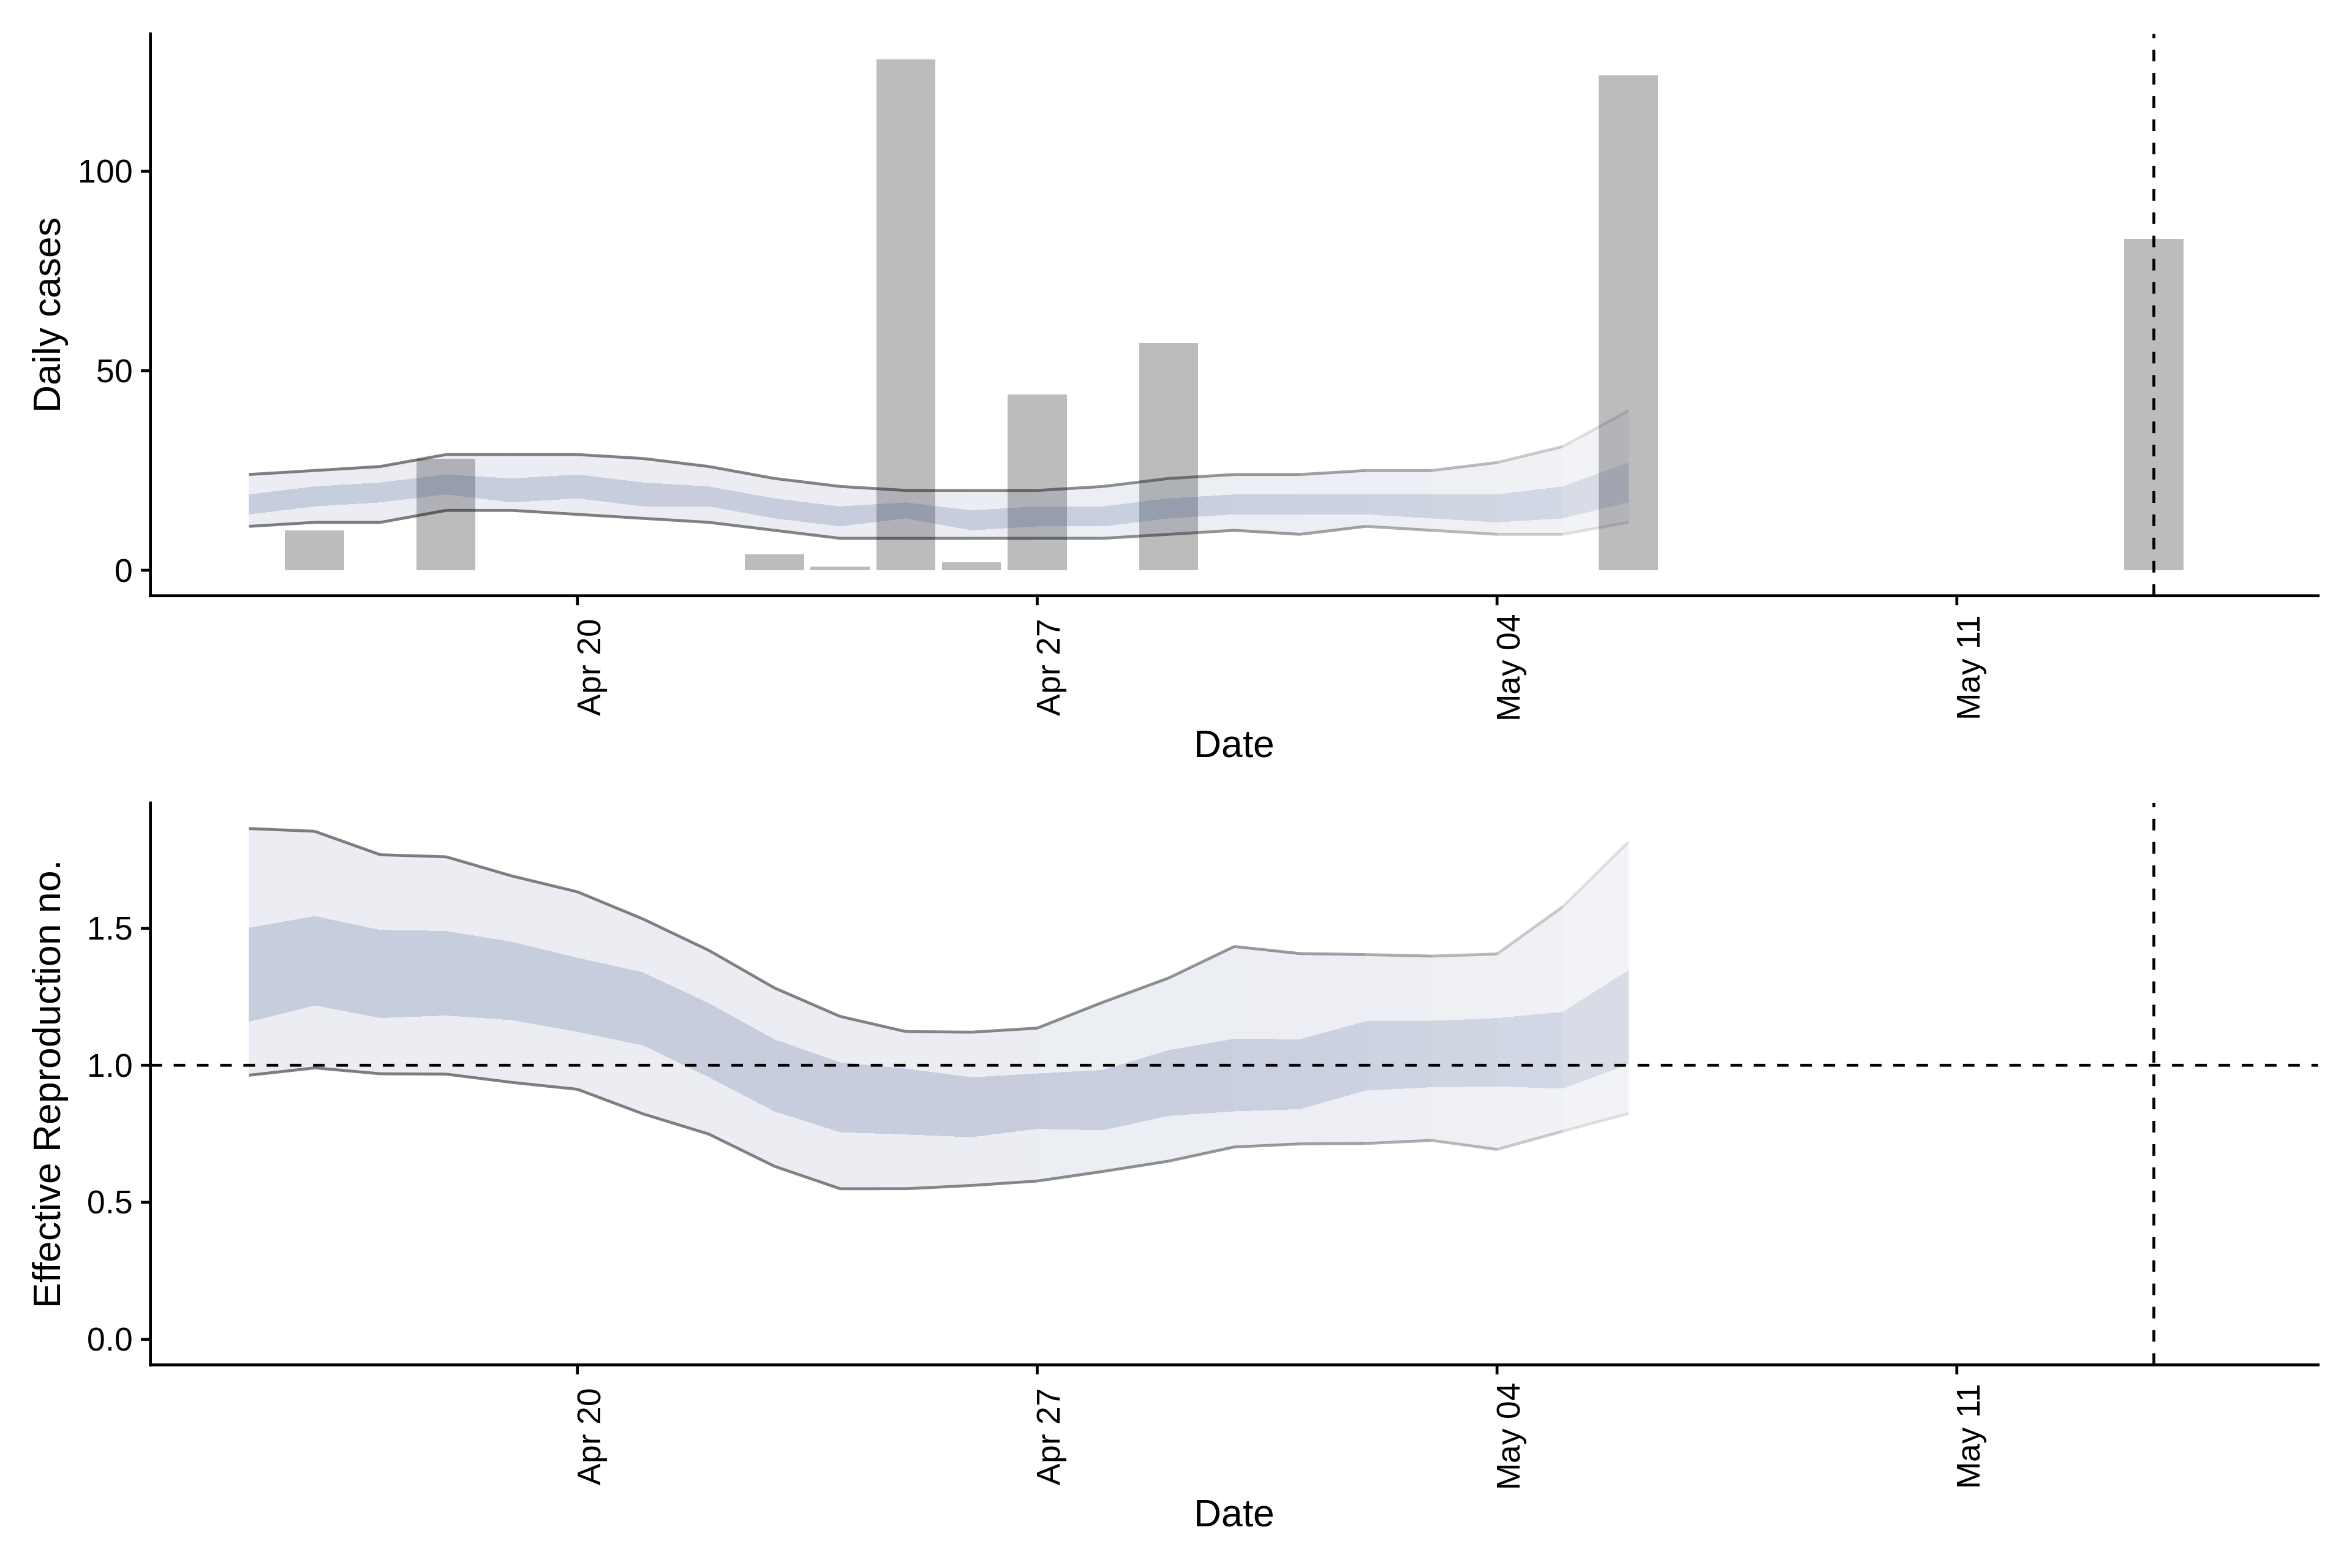 Daily cases
100
50
0
Apr 20
Apr 27
May 04
May 11
Date
Effective Reproduction no.
1.5
1.0
0.5
0.0
Apr 20
Apr 27
May 04
May 11
Date